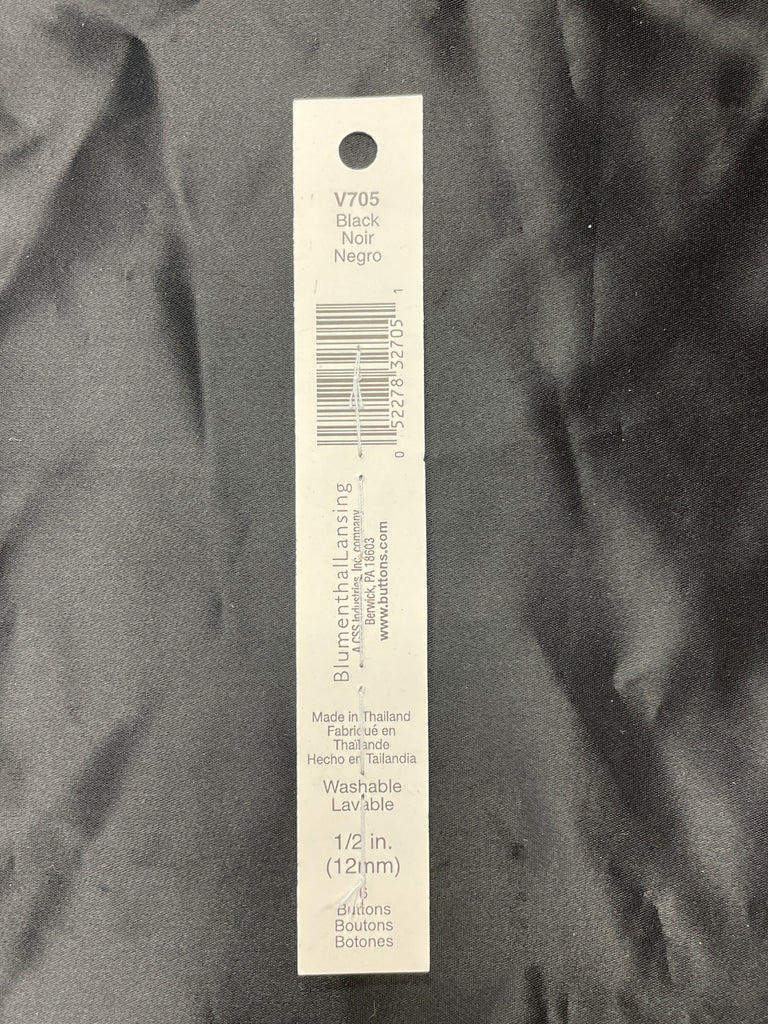 V705
Black
Noir
Negro
0 52278 32705 1
BlumenthalLansing
A CSS Industries, Inc. company
Berwick, PA 18603
www.buttons.com
Made in Thailand
Fabriqué en
Thaïlande
Hecho en Tailandia
Washable
Lavable
1/2 in.
(12mm)
6
Buttons
Boutons
Botones